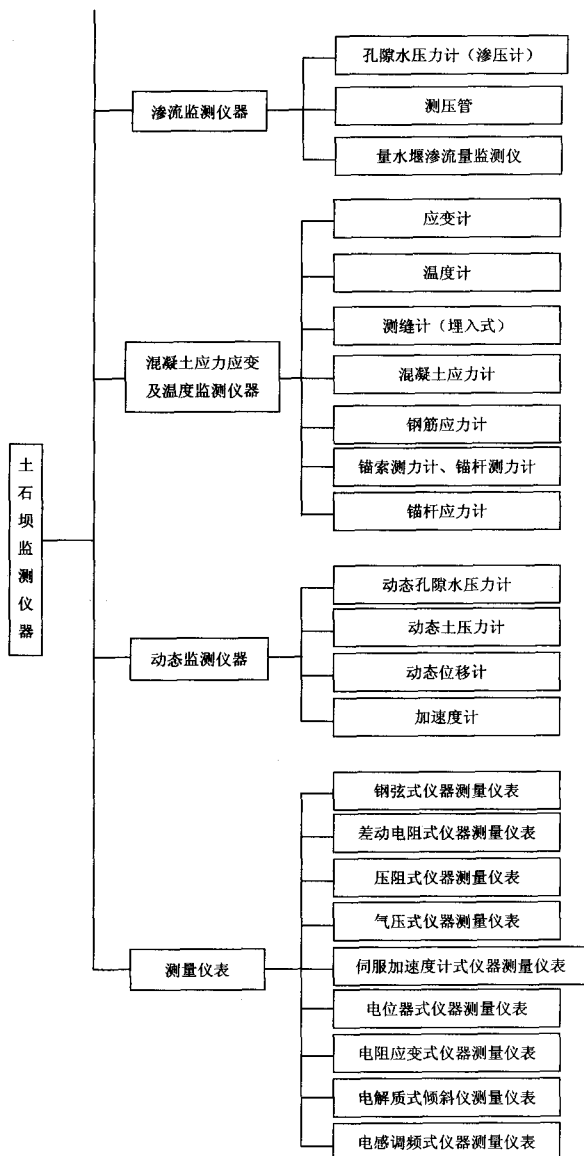 土石坝监测仪器
渗流监测仪器
孔隙水压力计（渗压计）
测压管
量水堰渗流量监测仪
混凝土应力应变
及温度监测仪器
应变计
温度计
测缝计（埋入式）
混凝土应力计
钢筋应力计
锚索测力计、锚杆测力计
锚杆应力计
动态监测仪器
动态孔隙水压力计
动态土压力计
动态位移计
加速度计
测量仪表
钢弦式仪器测量仪表
差动电阻式仪器测量仪表
压阻式仪器测量仪表
气压式仪器测量仪表
伺服加速度计式仪器测量仪表
电位器式仪器测量仪表
电阻应变式仪器测量仪表
电解质式倾斜仪测量仪表
电感调频式仪器测量仪表